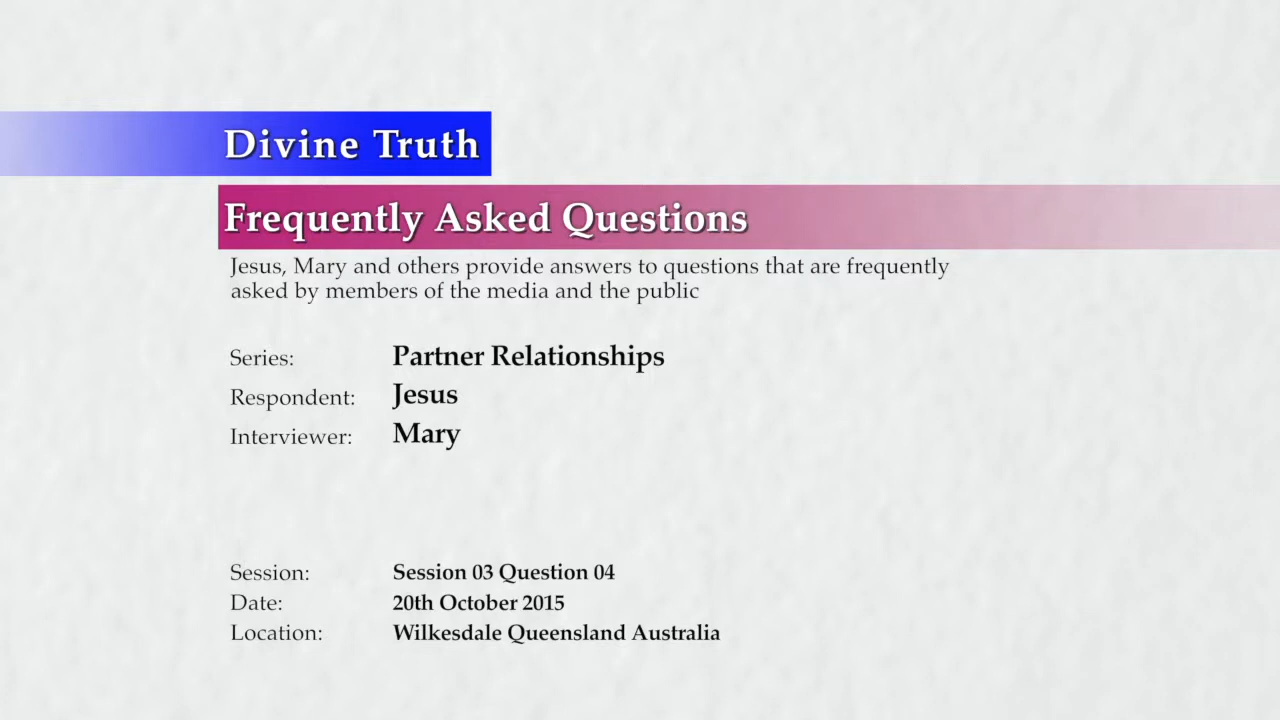 Divine Truth
Frequently Asked Questions
Jesus, Mary and others provide answers to questions that are frequently
asked by members of the media and the public
Series: Partner Relationships
Respondent: Jesus
Interviewer: Mary
Session: Session 03 Question 04
Date: 20th October 2015
Location: Wilkesdale Queensland Australia